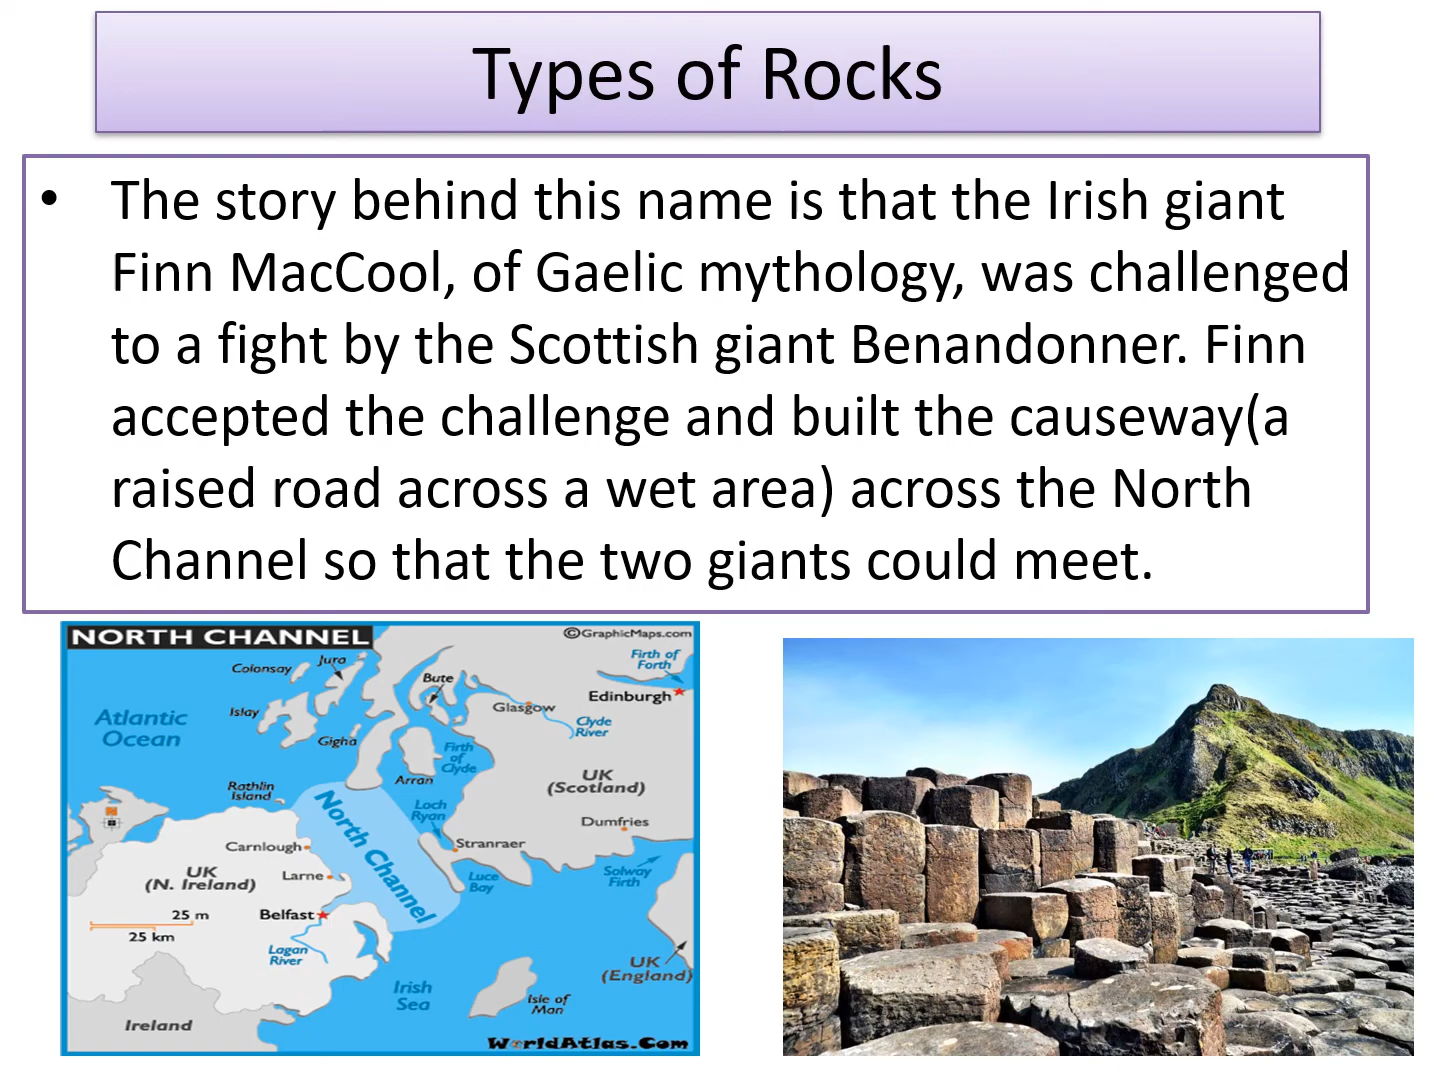 Types of Rocks
• The story behind this name is that the Irish giant
Finn MacCool, of Gaelic mythology, was challenged
to a fight by the Scottish giant Benandonner. Finn
accepted the challenge and built the causeway(a
raised road across a wet area) across the North
Channel so that the two giants could meet.
NORTH CHANNEL
©GraphicMaps.com
Colonsay
Jura
Bute
Firth of
Forth
Edinburgh
Islay
Glasgow
Clyde
River
Atlantic
Ocean
Gigha
Firth
of
Clyde
Arran
UK
(Scotland)
Rathlin
Island
North Channel
Loch
Ryan
Dumfries
Carnlough
Stranraer
UK
(N. Ireland)
Larne
Luce
Bay
Solway
Firth
25 m
25 km
Belfast
Lagan
River
UK
(England)
Irish
Sea
Isle of
Man
Ireland
WorldAtlas.Com